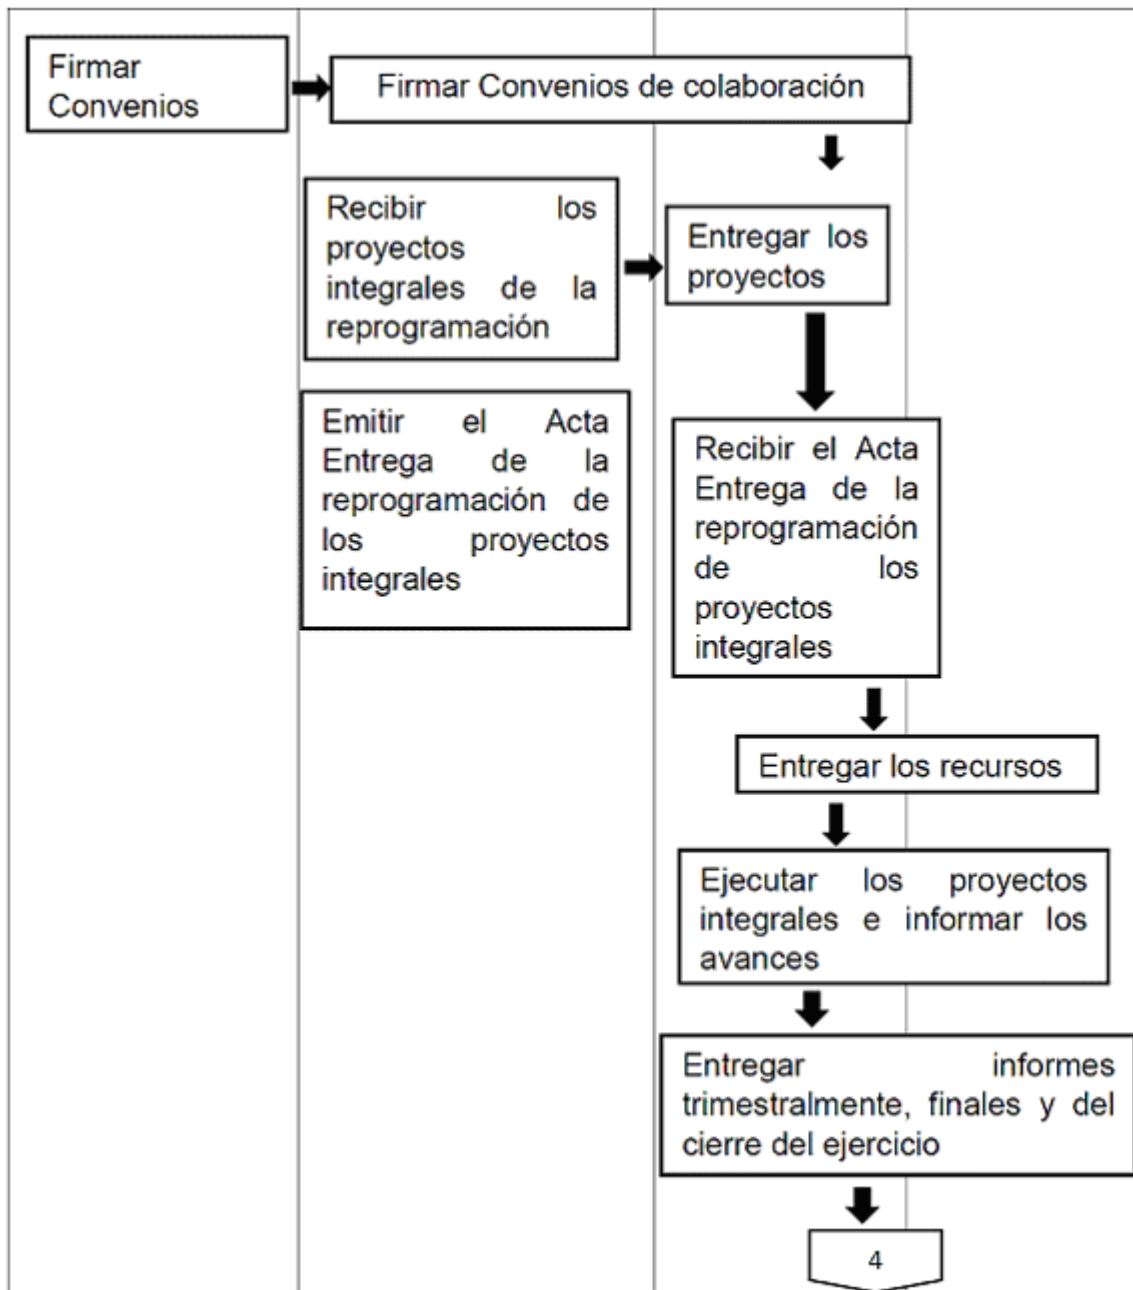 Firmar
Convenios
Firmar Convenios de colaboración
Recibir los
proyectos
integrales de la
reprogramación
Entregar los
proyectos
Emitir el Acta
Entrega de la
reprogramación de
los proyectos
integrales
Recibir el Acta
Entrega de la
reprogramación
de los
proyectos
integrales
Entregar los recursos
Ejecutar los proyectos
integrales e informar los
avances
Entregar informes
trimestralmente, finales y del
cierre del ejercicio
4